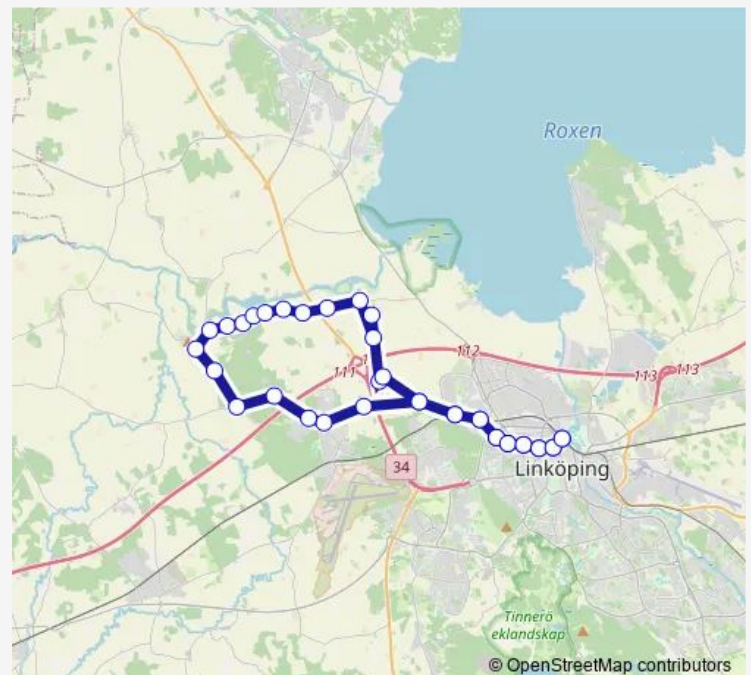 Roxen
112
111
113
113
34
Linköping
Tinnerö
eklandskap
© OpenStreetMap contributors